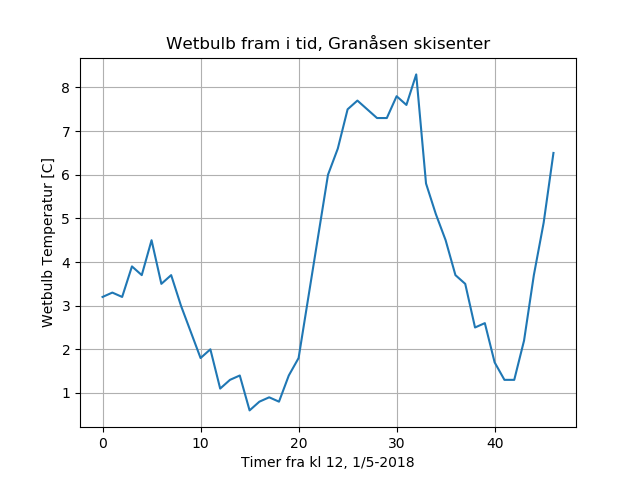 Wetbulb fram i tid, Granåsen skisenter
8
7
6
5
4
3
2
1
Wetbulb Temperatur [C]
0 10 20 30 40
Timer fra kl 12, 1/5-2018